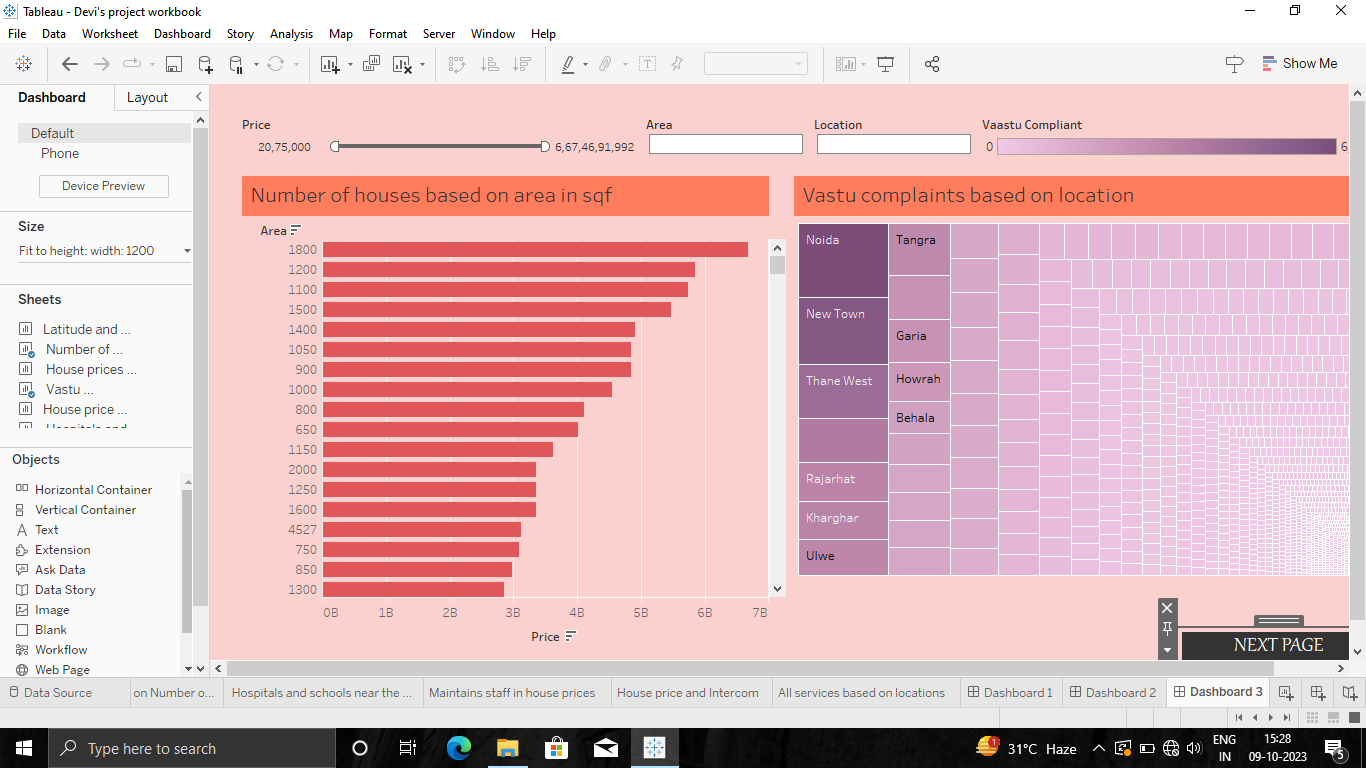 Tableau - Devi's project workbook
File Data Worksheet Dashboard Story Analysis Map Format Server Window Help
Show Me
Dashboard Layout
Default
Phone
Device Preview
Size
Fit to height: width: 1200
Sheets
Latitude and ...
Number of ...
House prices ...
Vastu ...
House price ...
Hospitals and
Objects
Horizontal Container
Vertical Container
Text
Extension
Ask Data
Data Story
Image
Blank
Workflow
Web Page
Price
20,75,000 6,67,46,91,992
Area
Location
Vaastu Compliant
0 6
Number of houses based on area in sqf
Area
1800
1200
1100
1500
1400
1050
900
1000
800
650
1150
2000
1250
1600
4527
750
850
1300
0B 1B 2B 3B 4B 5B 6B 7B
Price
Vastu complaints based on location
Noida
New Town
Thane West
Rajarhat
Kharghar
Ulwe
Tangra
Garia
Howrah
Behala
NEXT PAGE
Data Source on Number o... Hospitals and schools near the ... Maintains staff in house prices House price and Intercom All services based on locations Dashboard 1 Dashboard 2 Dashboard 3
Type here to search
1
31°C Haze
ENG
IN
15:28
09-10-2023
5